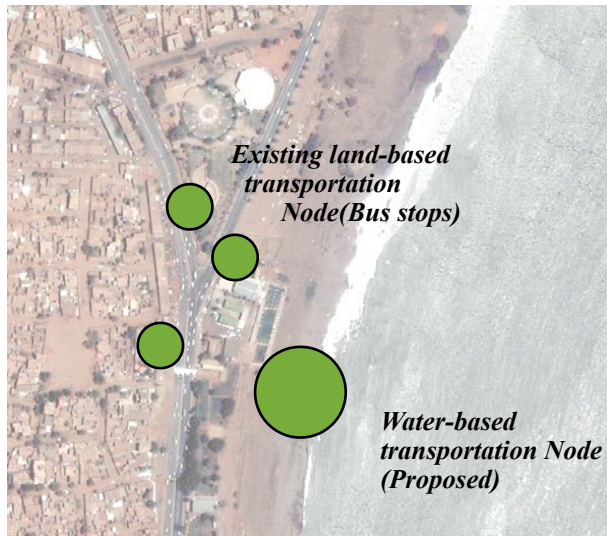 Existing land-based
transportation
Node(Bus stops)
Water-based
transportation Node
(Proposed)